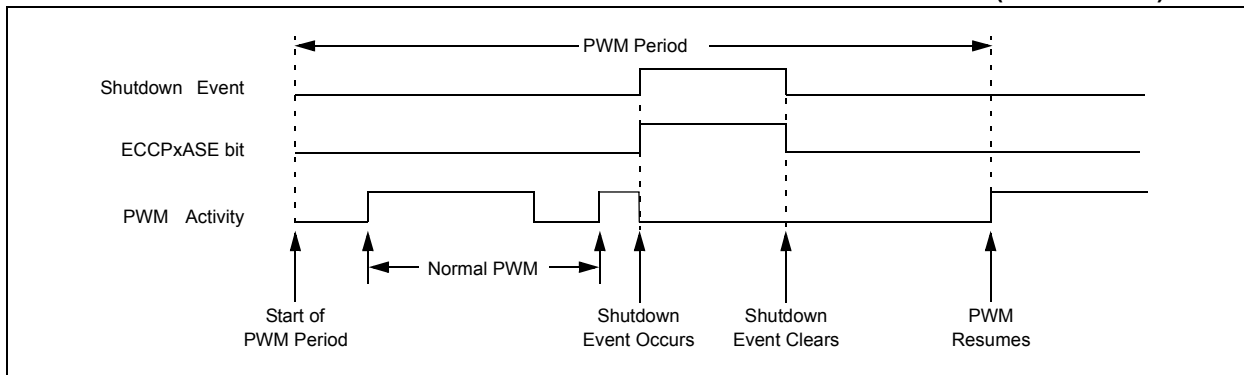 PWM Period
Shutdown Event
ECCPxASE bit
PWM Activity
Normal PWM
Start of
PWM Period
Shutdown
Event Occurs
Shutdown
Event Clears
PWM
Resumes